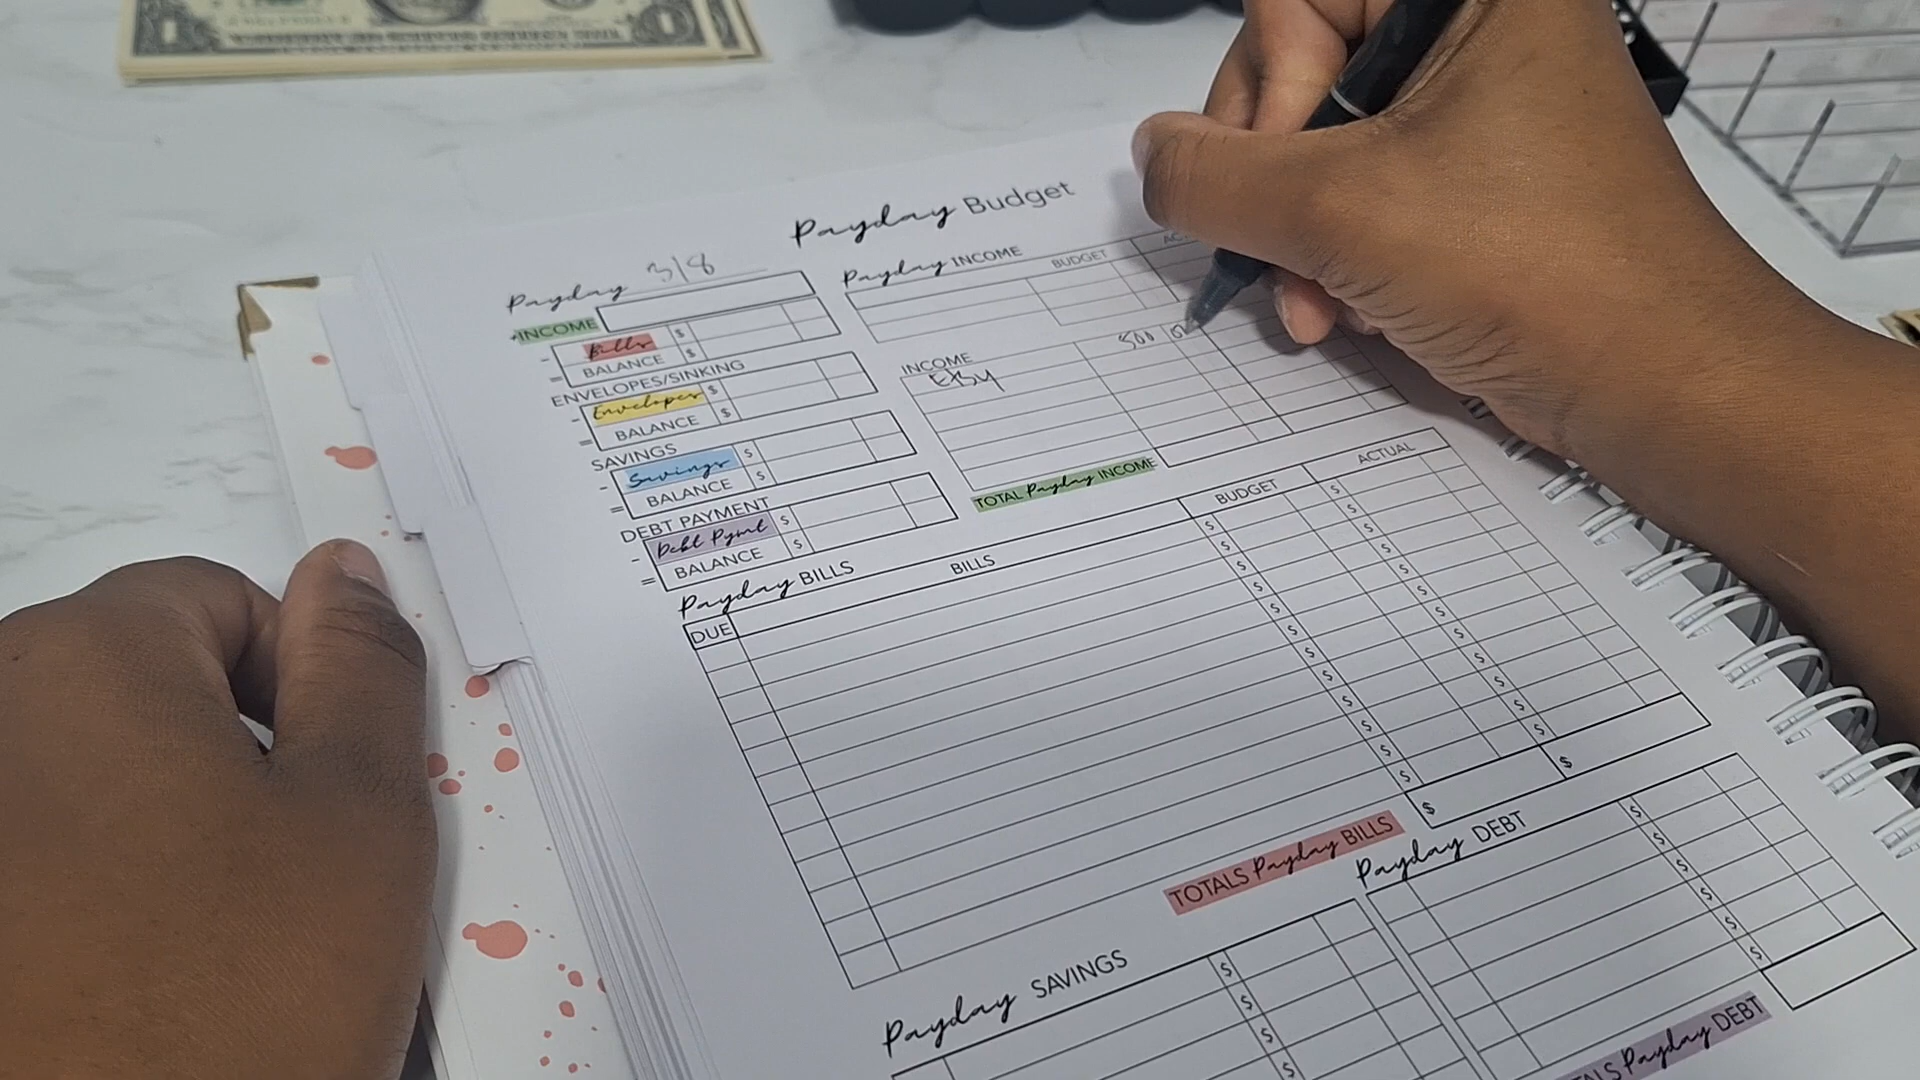 Payday Budget
Payday 3/8
+INCOME
- Bills $
= BALANCE $
ENVELOPES/SINKING
- Envelopes $
= BALANCE $
SAVINGS
- Savings $
= BALANCE $
DEBT PAYMENT
- Debt Pymt $
= BALANCE $
Payday INCOME BUDGET
INCOME
500
TOTAL Payday INCOME
Payday BILLS BILLS BUDGET ACTUAL
DUE
$ $
$ $
$ $
$ $
$ $
$ $
$ $
$ $
$ $
$ $
$ $
$ $
$ $
TOTALS Payday BILLS $ $
Payday SAVINGS
$
$
$
$
Payday DEBT
$
$
$
$
$
$
Payday DEBT